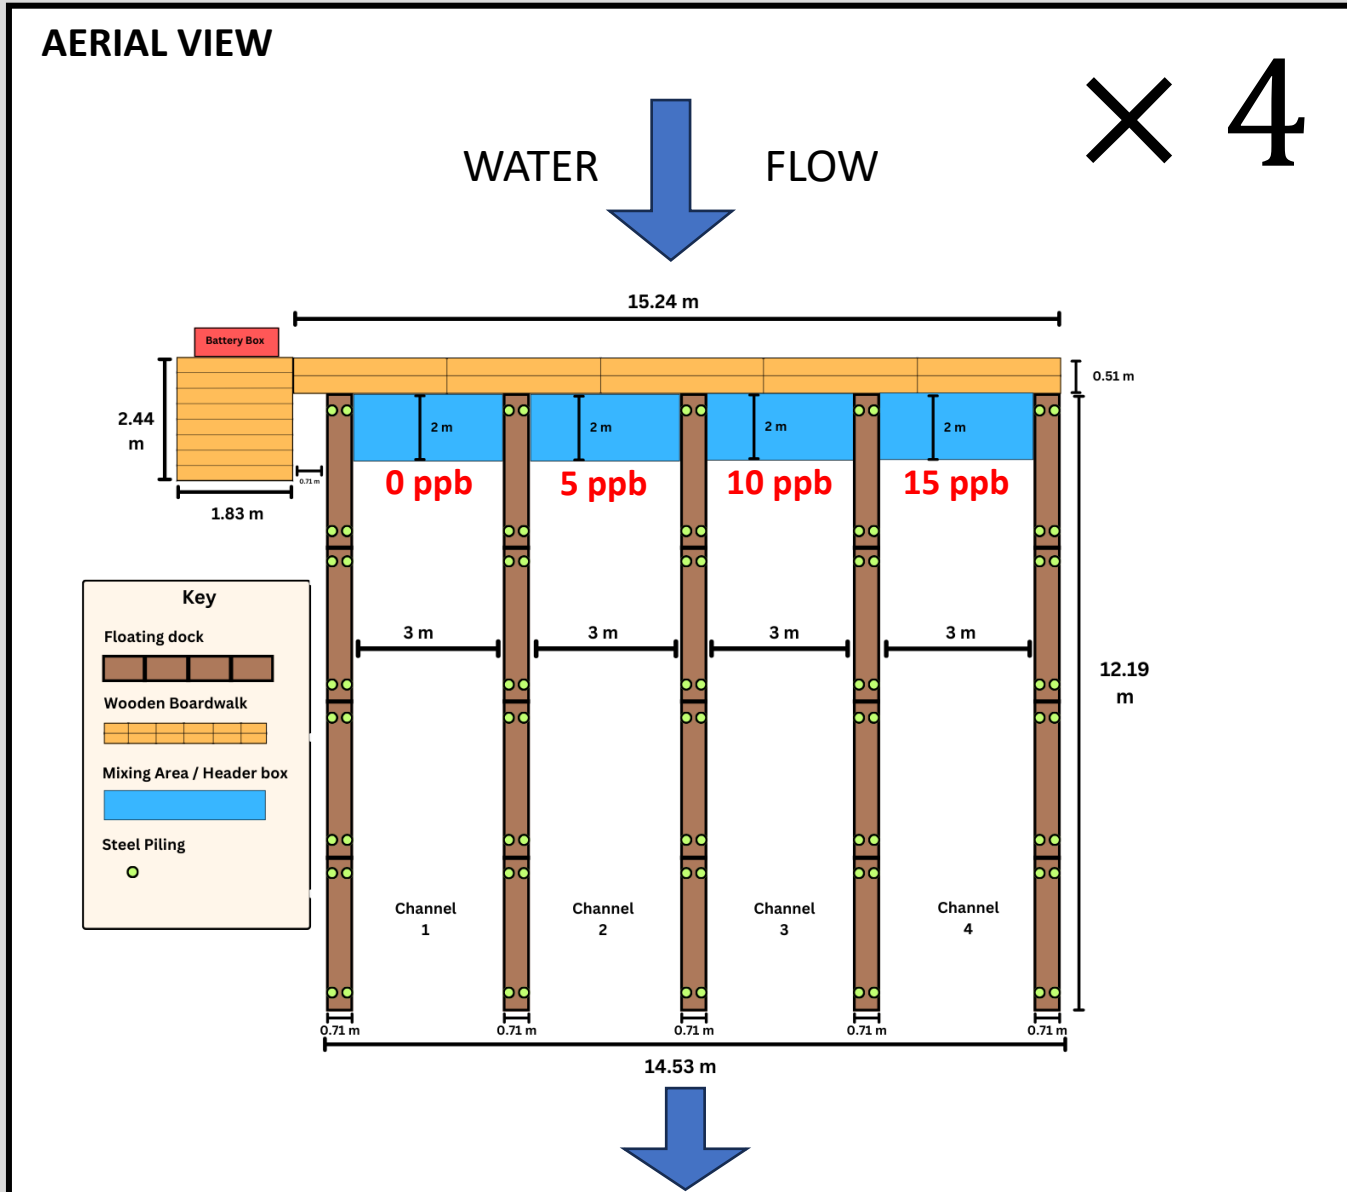 AERIAL VIEW
× 4
WATER FLOW
15.24 m
Battery Box
0.51 m
2.44
m
2 m
2 m
2 m
2 m
0.71 m
0 ppb
5 ppb
10 ppb
15 ppb
1.83 m
Key
Floating dock
Wooden Boardwalk
Mixing Area / Header box
Steel Piling
3 m
3 m
3 m
3 m
12.19
m
Channel
1
Channel
2
Channel
3
Channel
4
0.71 m
0.71 m
0.71 m
0.71 m
0.71 m
14.53 m